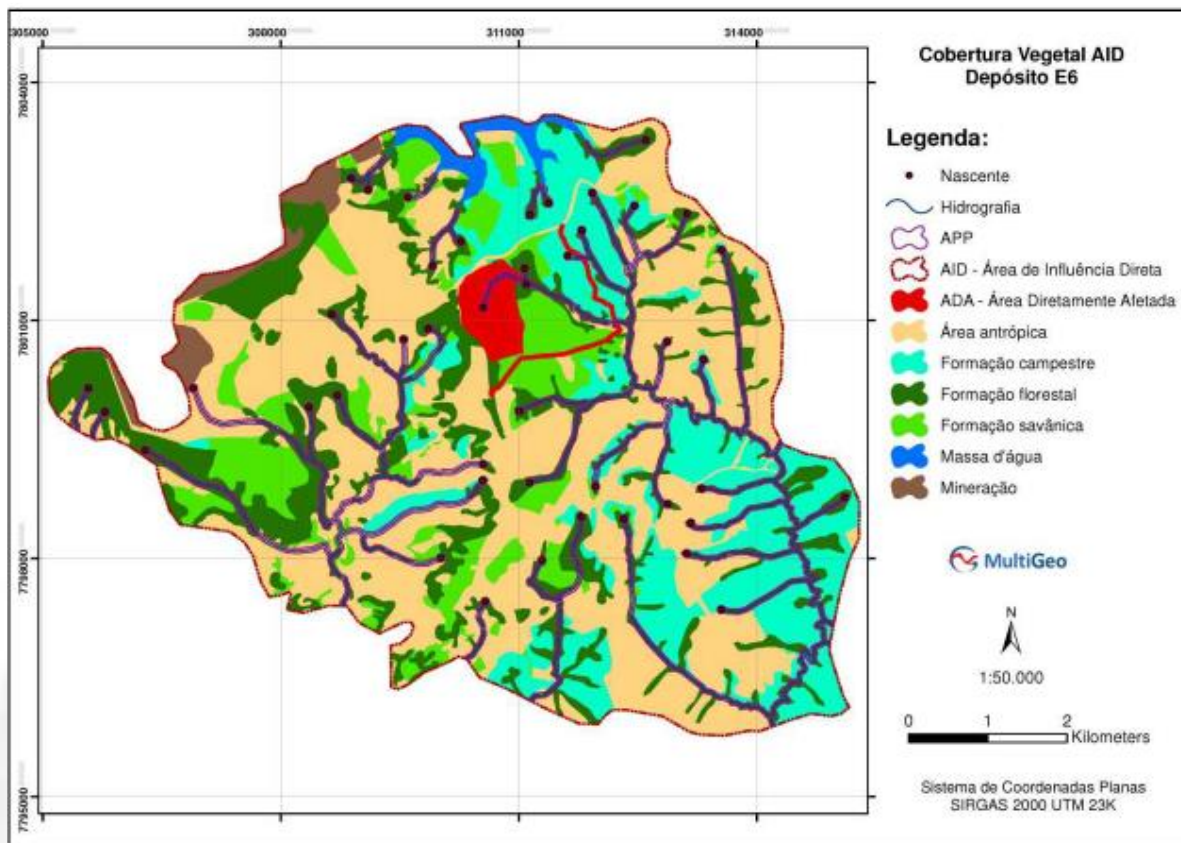 305000
308000
311000
314000
7804000
7801000
7798000
7795000
Cobertura Vegetal AID
Depósito E6
Legenda:
Nascente
Hidrografia
APP
AID - Área de Influência Direta
ADA - Área Diretamente Afetada
Área antrópica
Formação campestre
Formação florestal
Formação savânica
Massa d'água
Mineração
MultiGeo
N
1:50.000
0 1 2
Kilometers
Sistema de Coordenadas Planas
SIRGAS 2000 UTM 23K